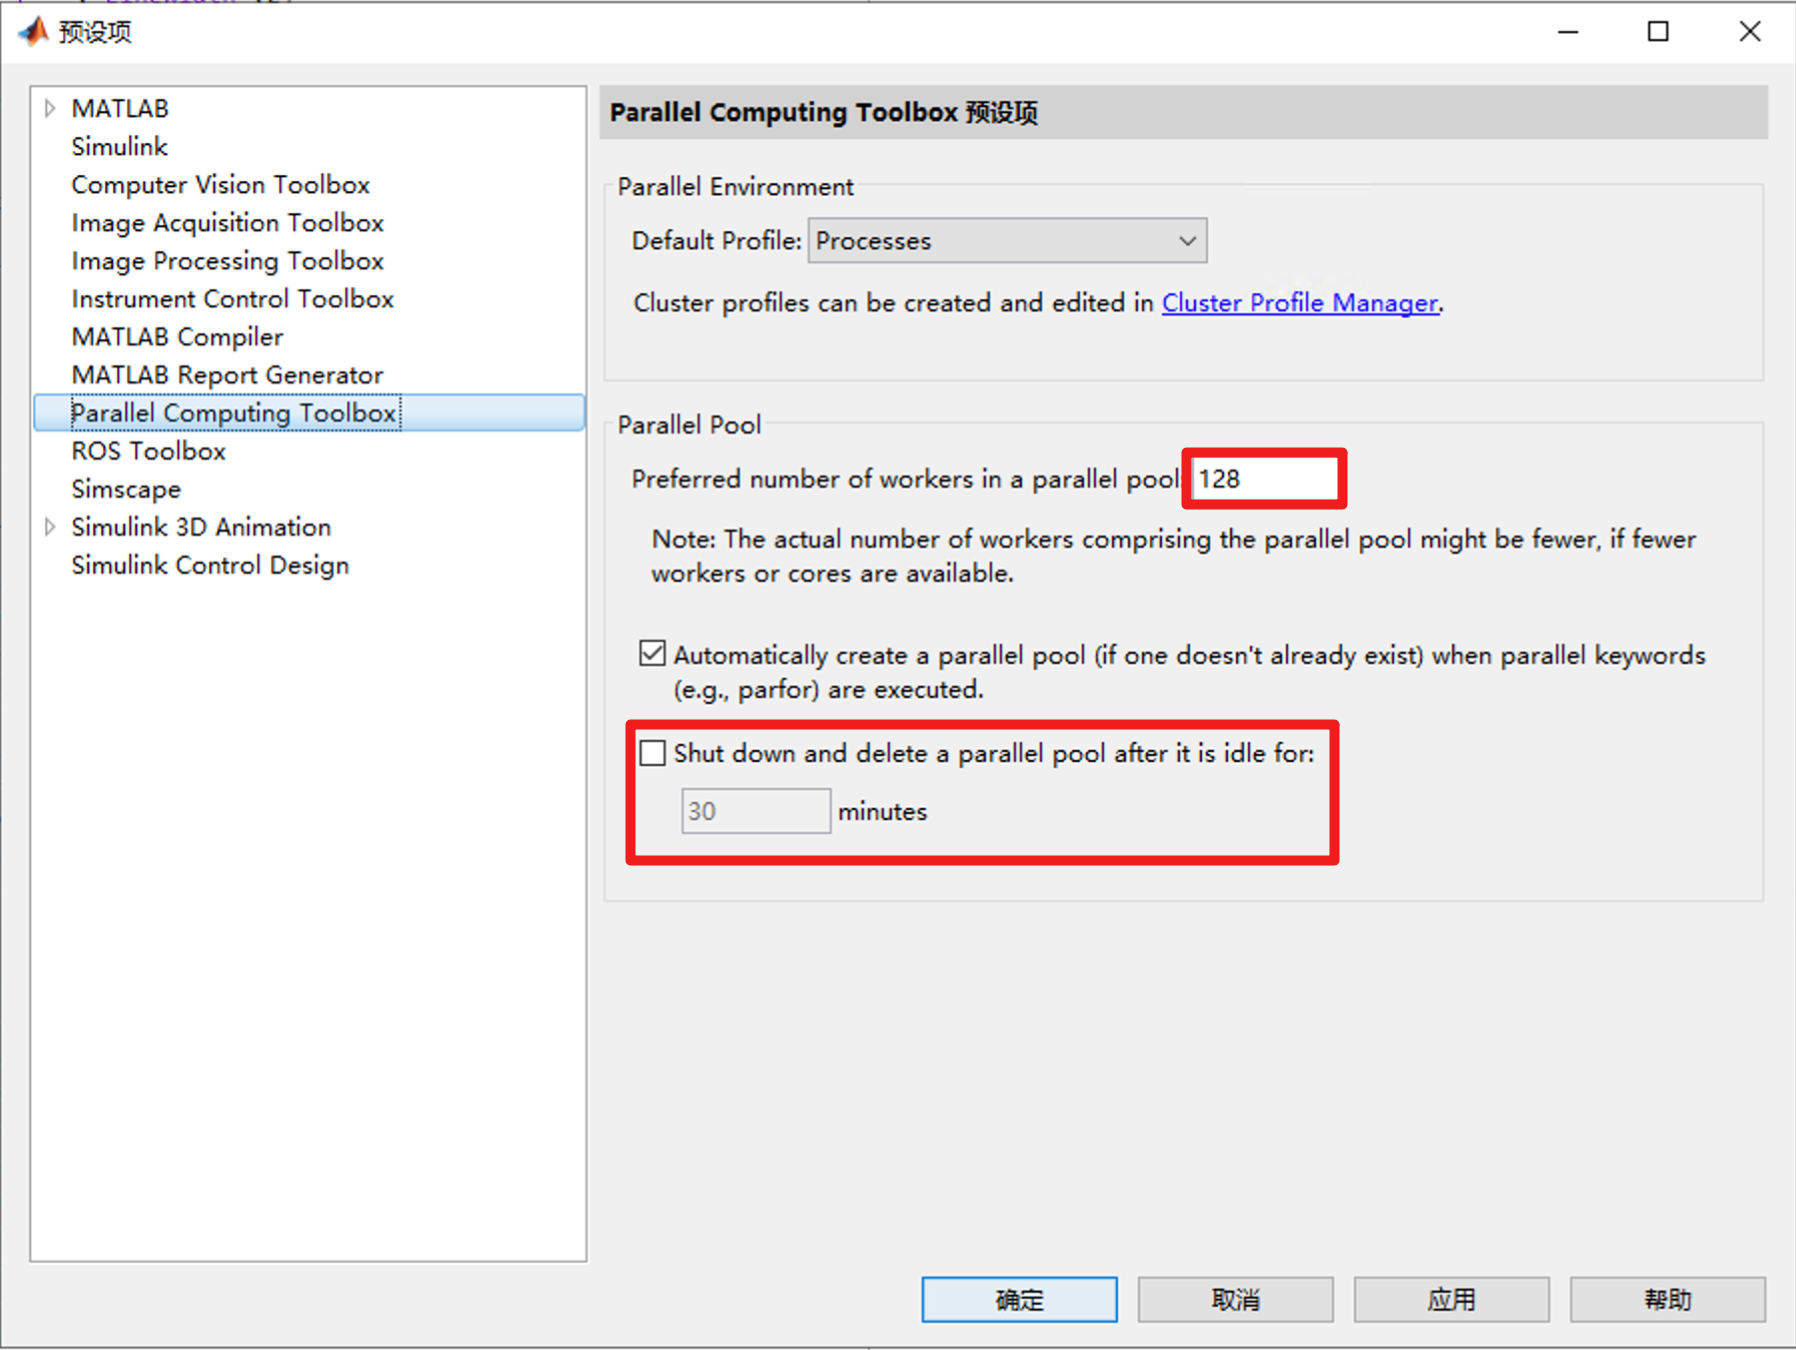 预设项
MATLAB
Simulink
Computer Vision Toolbox
Image Acquisition Toolbox
Image Processing Toolbox
Instrument Control Toolbox
MATLAB Compiler
MATLAB Report Generator
Parallel Computing Toolbox
ROS Toolbox
Simscape
Simulink 3D Animation
Simulink Control Design
Parallel Computing Toolbox 预设项
Parallel Environment
Default Profile: Processes
Cluster profiles can be created and edited in Cluster Profile Manager.
Parallel Pool
Preferred number of workers in a parallel pool: 128
Note: The actual number of workers comprising the parallel pool might be fewer, if fewer
workers or cores are available.
Automatically create a parallel pool (if one doesn't already exist) when parallel keywords
(e.g., parfor) are executed.
Shut down and delete a parallel pool after it is idle for:
30 minutes
确定 取消 应用 帮助